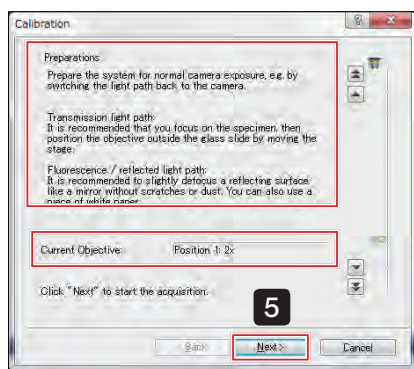 Calibration
Preparations
Prepare the system for normal camera exposure, e.g. by
switching the light path back to the camera.
Transmission light path:
It is recommended that you focus on the specimen, then
position the objective outside the glass slide by moving the
stage.
Fluorescence / reflected light path:
It is recommended to slightly defocus a reflecting surface
like a mirror without scratches or dust. You can also use a
piece of white paper.
Current Objective: Position 1: 2x
Click "Next" to start the acquisition.
5
< Back Next > Cancel